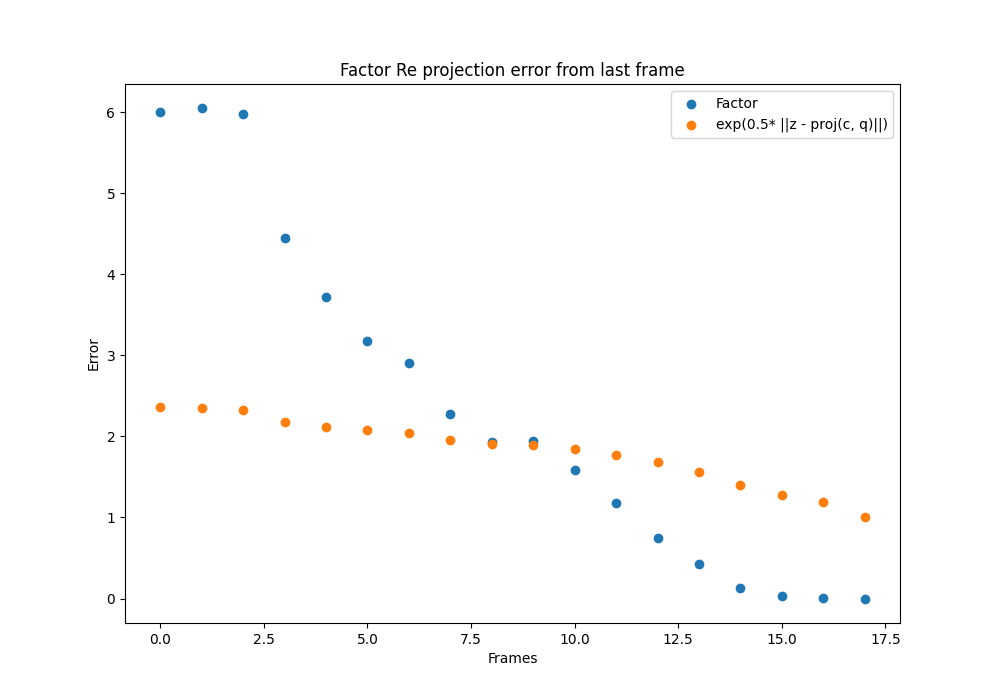 Factor Re projection error from last frame
Factor
exp(0.5* ||z - proj(c, q)||)
6
5
4
3
2
1
0
Error
0.0 2.5 5.0 7.5 10.0 12.5 15.0 17.5
Frames